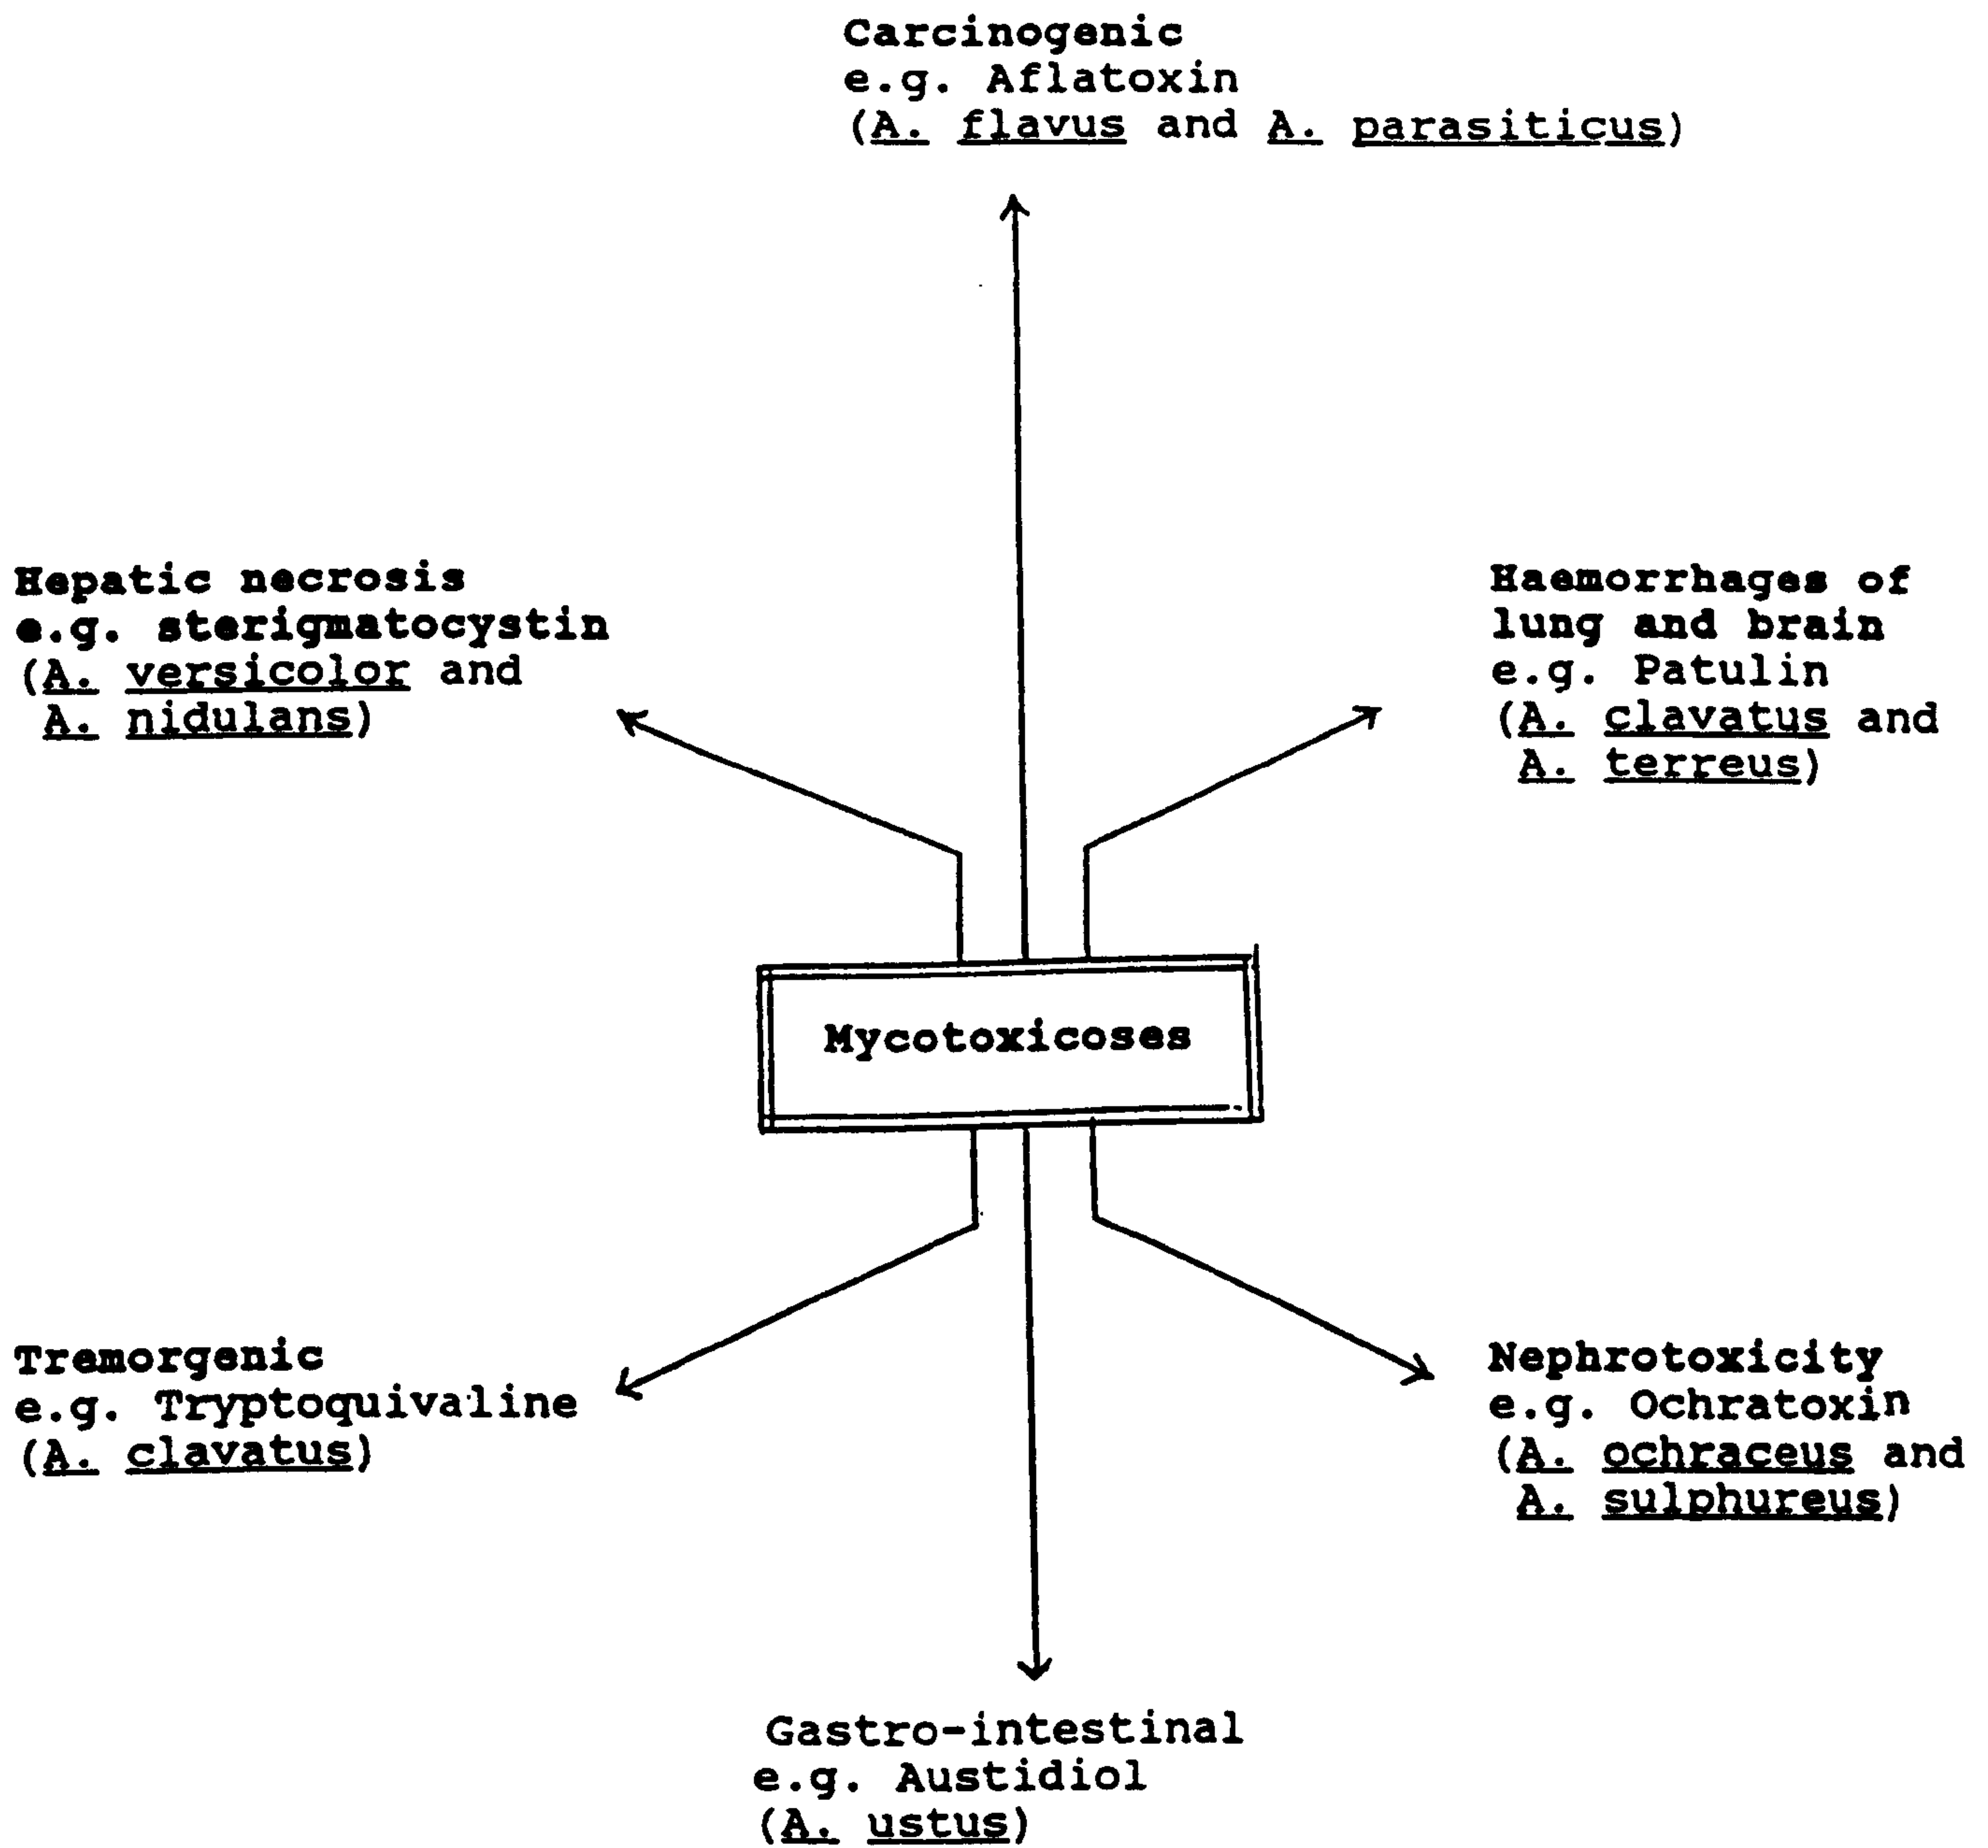 Carcinogenic
e.g. Aflatoxin
(A. flavus and A. parasiticus)
Hepatic necrosis
e.g. sterigmatocystin
(A. versicolor and
A. nidulans)
Haemorrhages of
lung and brain
e.g. Patulin
(A. clavatus and
A. terreus)
Mycotoxicoses
Tremorgenic
e.g. Tryptoquivaline
(A. clavatus)
Nephrotoxicity
e.g. Ochratoxin
(A. ochraceus and
A. sulphureus)
Gastro-intestinal
e.g. Austidiol
(A. ustus)